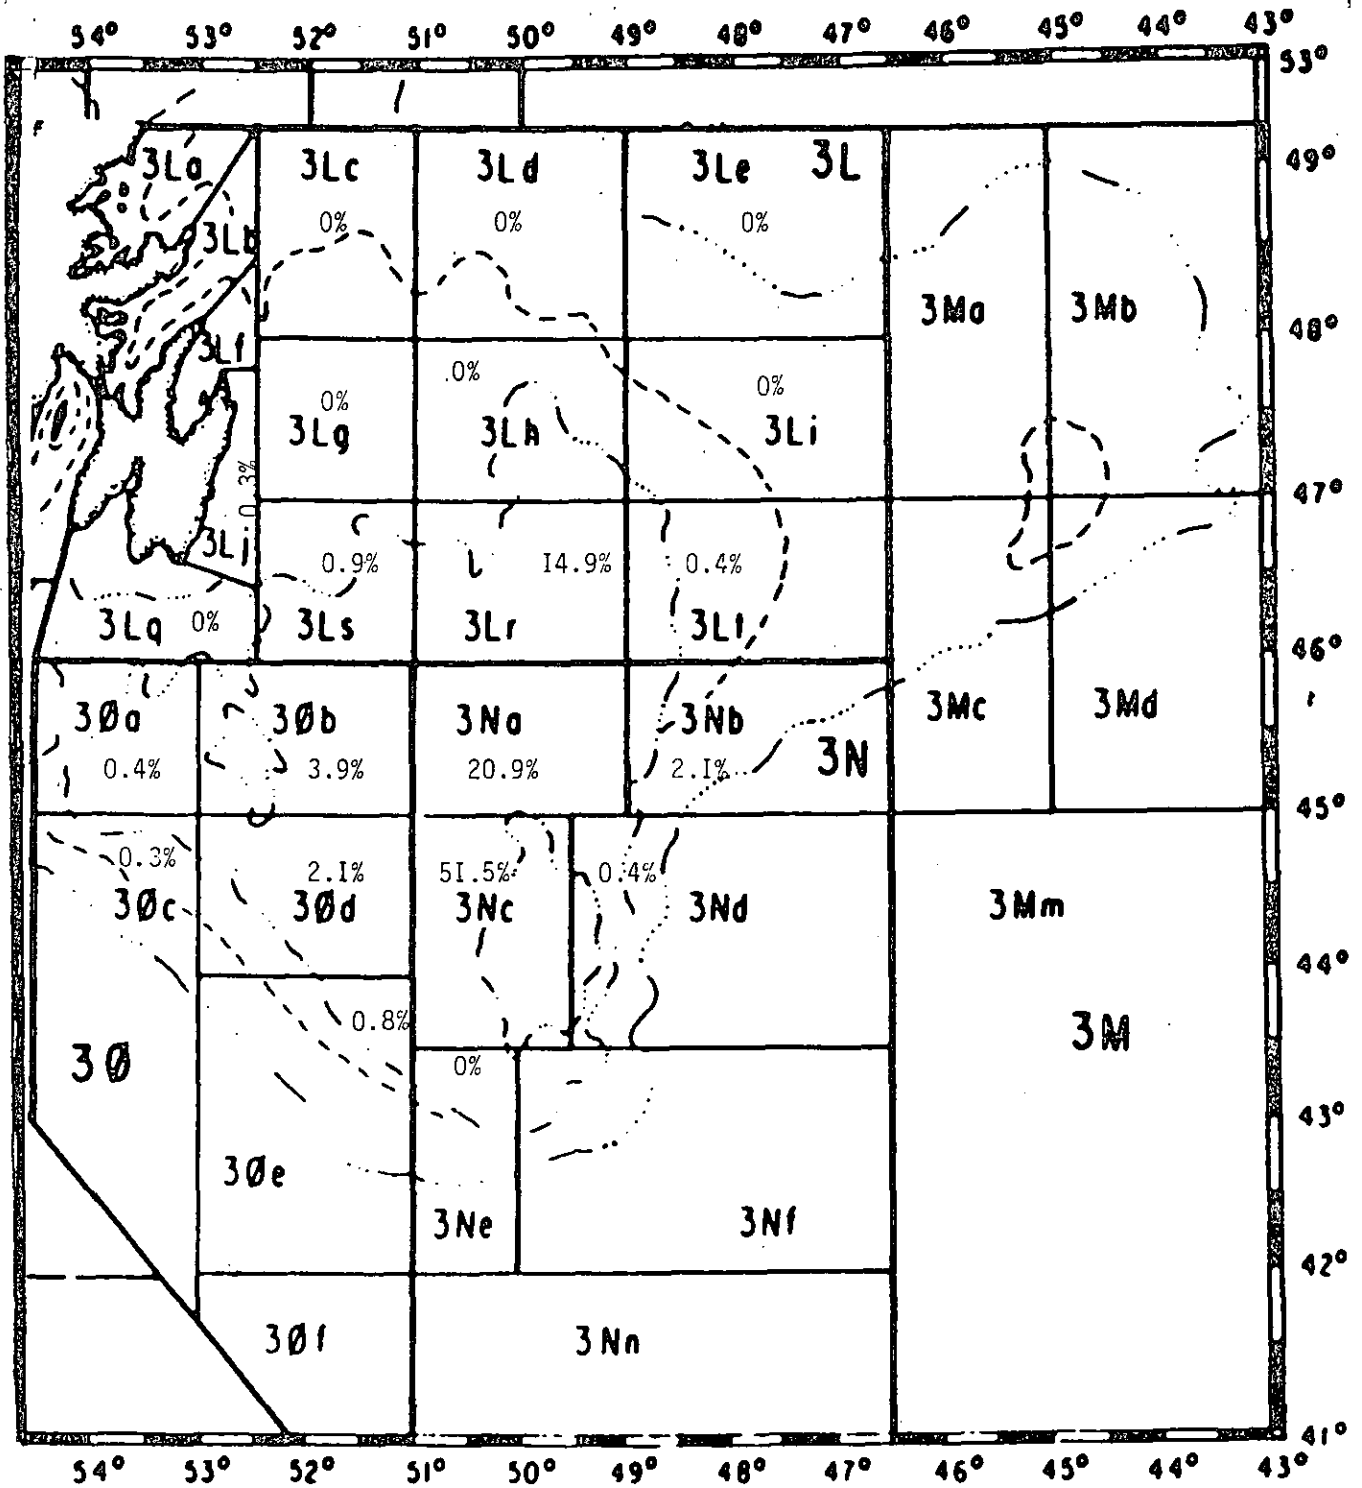 54° 53° 52° 51° 50° 49° 48° 47° 46° 45° 44° 43°
53°
3La 3Lc 3Ld 3Le 3L 49°
0% 0% 0%
3Lb
3Ma 3Mb 48°
3Lf
.0% 0% 0%
3Lg 3Lh 3Li
0.3% 47°
3Lj 0.9% I4.9% 0.4%
3Lq 0% 3Ls 3Lr 3Lt 46°
3Øa 3Øb 3Na 3Nb 3Mc 3Md
0.4% 3.9% 20.9% 2.I% 3N
45°
0.3% 2.I% 5I.5% 0.4%
3Øc 3Ød 3Nc 3Nd 3Mm
44°
0.8% 3M
3Ø 0%
43°
3Øe
3Ne 3Nf
42°
3Øf 3Nn
41°
54° 53° 52° 51° 50° 49° 48° 47° 46° 45° 44° 43°